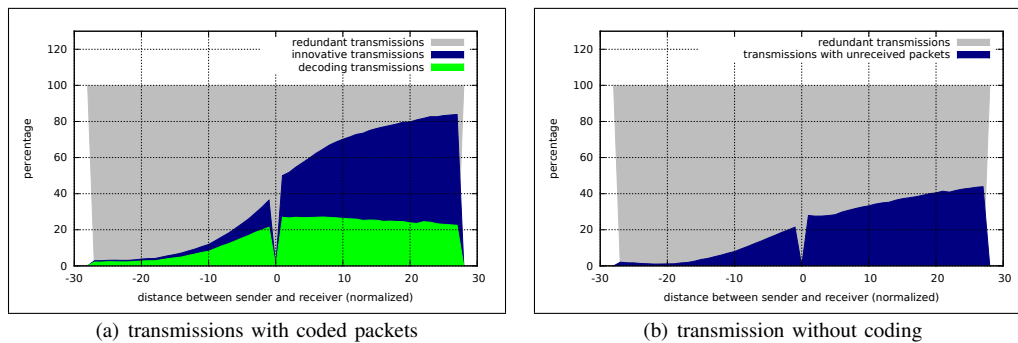 120
100
80
60
40
20
0
percentage
redundant transmissions
innovative transmissions
decoding transmissions
-30 -20 -10 0 10 20 30
distance between sender and receiver (normalized)
(a) transmissions with coded packets
120
100
80
60
40
20
0
percentage
redundant transmissions
transmissions with unreceived packets
-30 -20 -10 0 10 20 30
distance between sender and receiver (normalized)
(b) transmission without coding